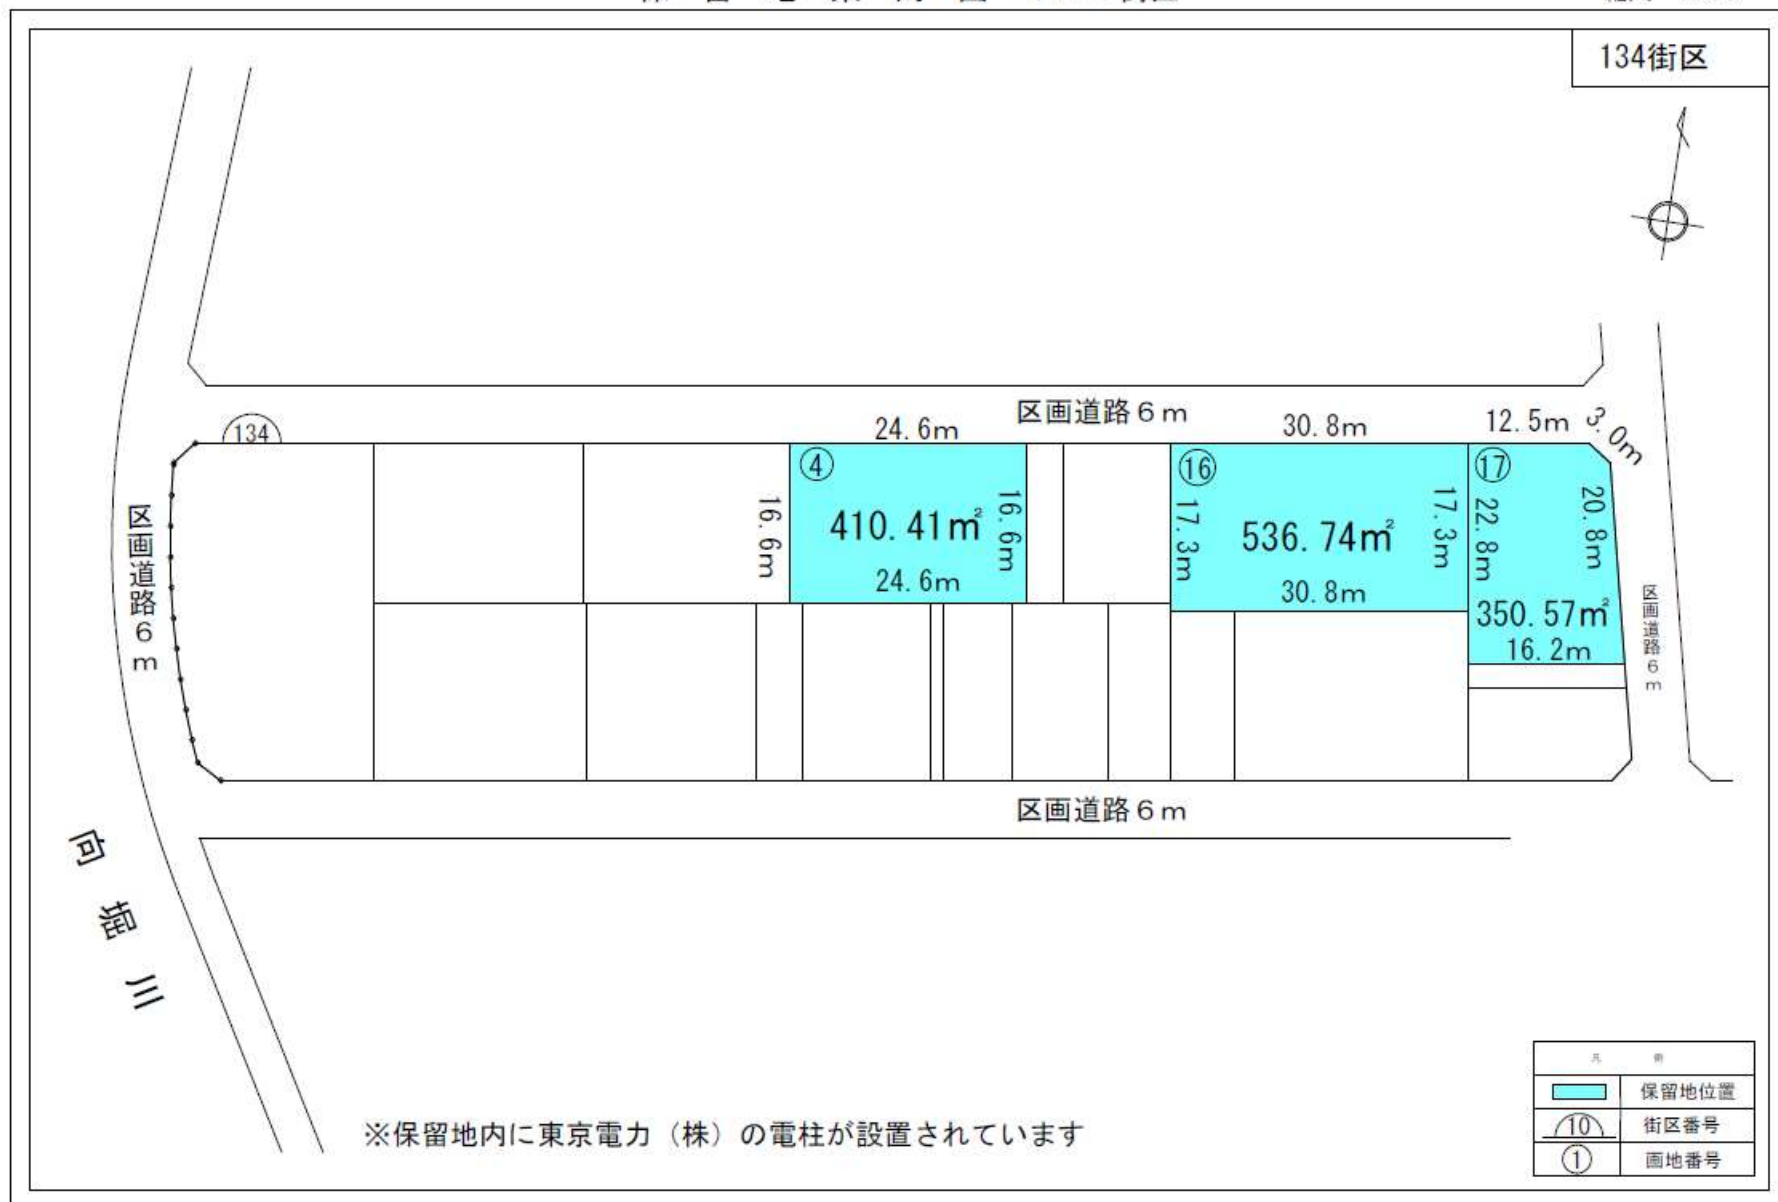 134街区
区画道路６ｍ
134
24.6m
30.8m
12.5m
3.0m
④
⑯
⑰
16.6m
410.41㎡
16.6m
24.6m
17.3m
536.74㎡
17.3m
30.8m
22.8m
20.8m
350.57㎡
16.2m
区画道路６ｍ
区画道路６ｍ
区画道路６ｍ
向堀川
※保留地内に東京電力（株）の電柱が設置されています
凡　例
保留地位置
10 街区番号
① 画地番号